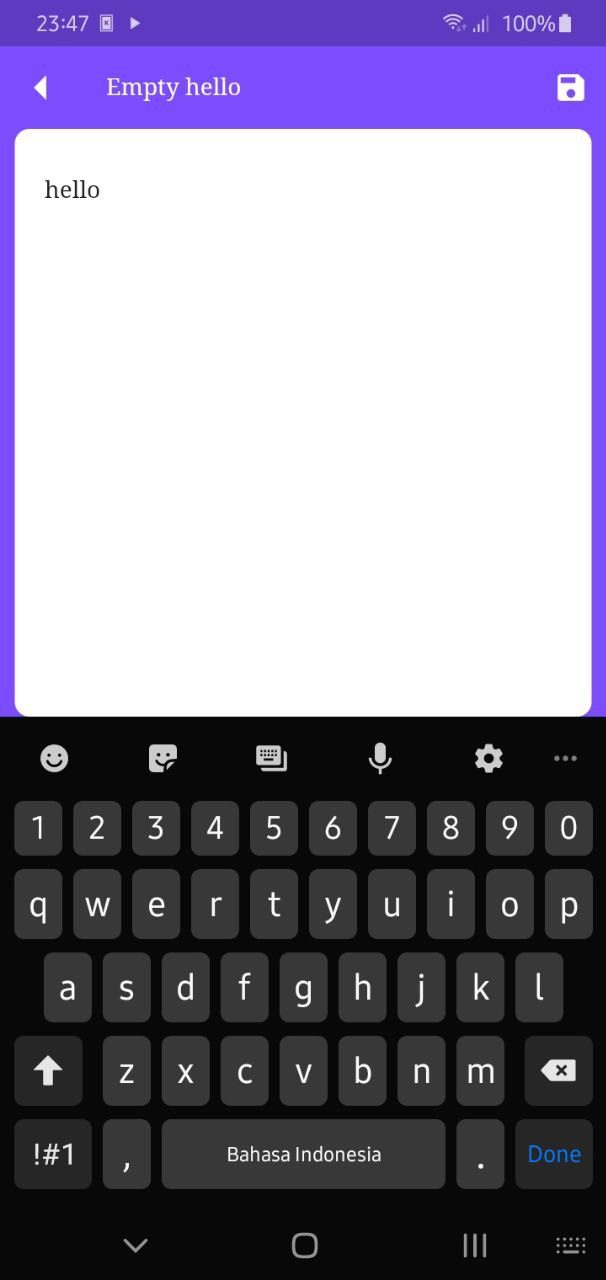 23:47 100%
Empty hello
hello
1 2 3 4 5 6 7 8 9 0
q w e r t y u i o p
a s d f g h j k l
z x c v b n m
!#1 , Bahasa Indonesia . Done